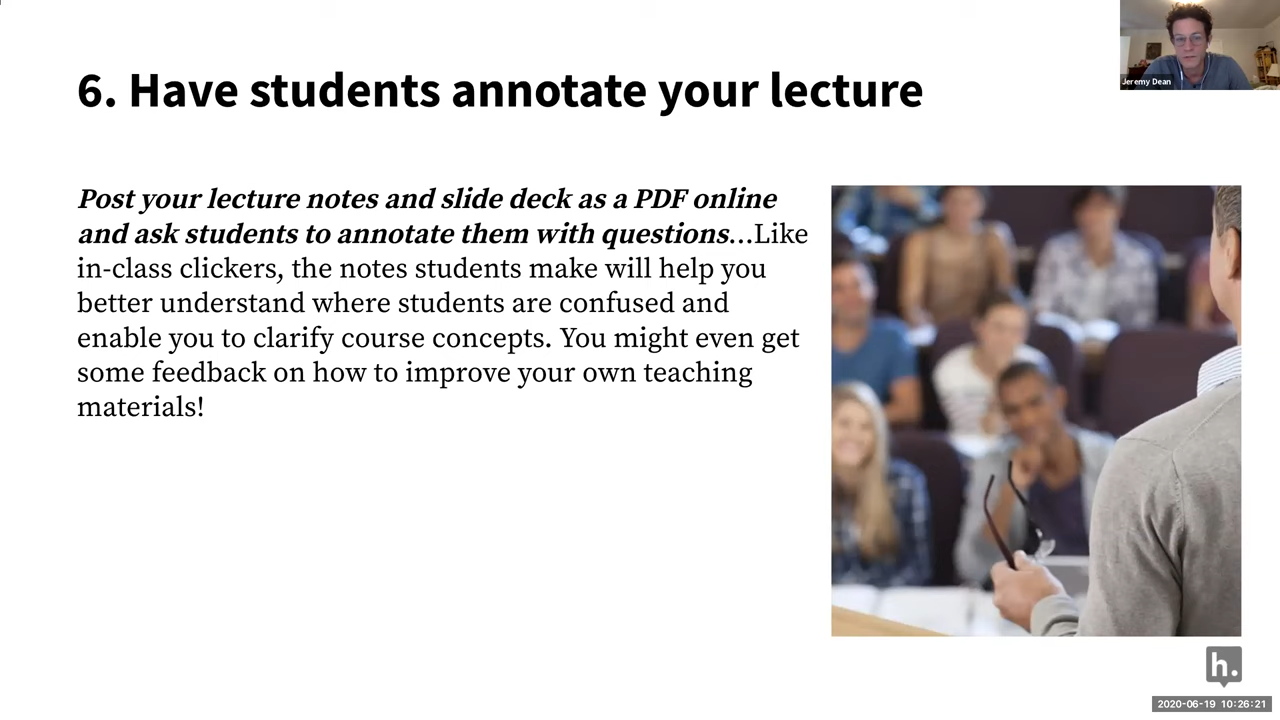 Jeremy Dean
6. Have students annotate your lecture
Post your lecture notes and slide deck as a PDF online
and ask students to annotate them with questions...Like
in-class clickers, the notes students make will help you
better understand where students are confused and
enable you to clarify course concepts. You might even get
some feedback on how to improve your own teaching
materials!
h.
2020-06-19 10:26:21